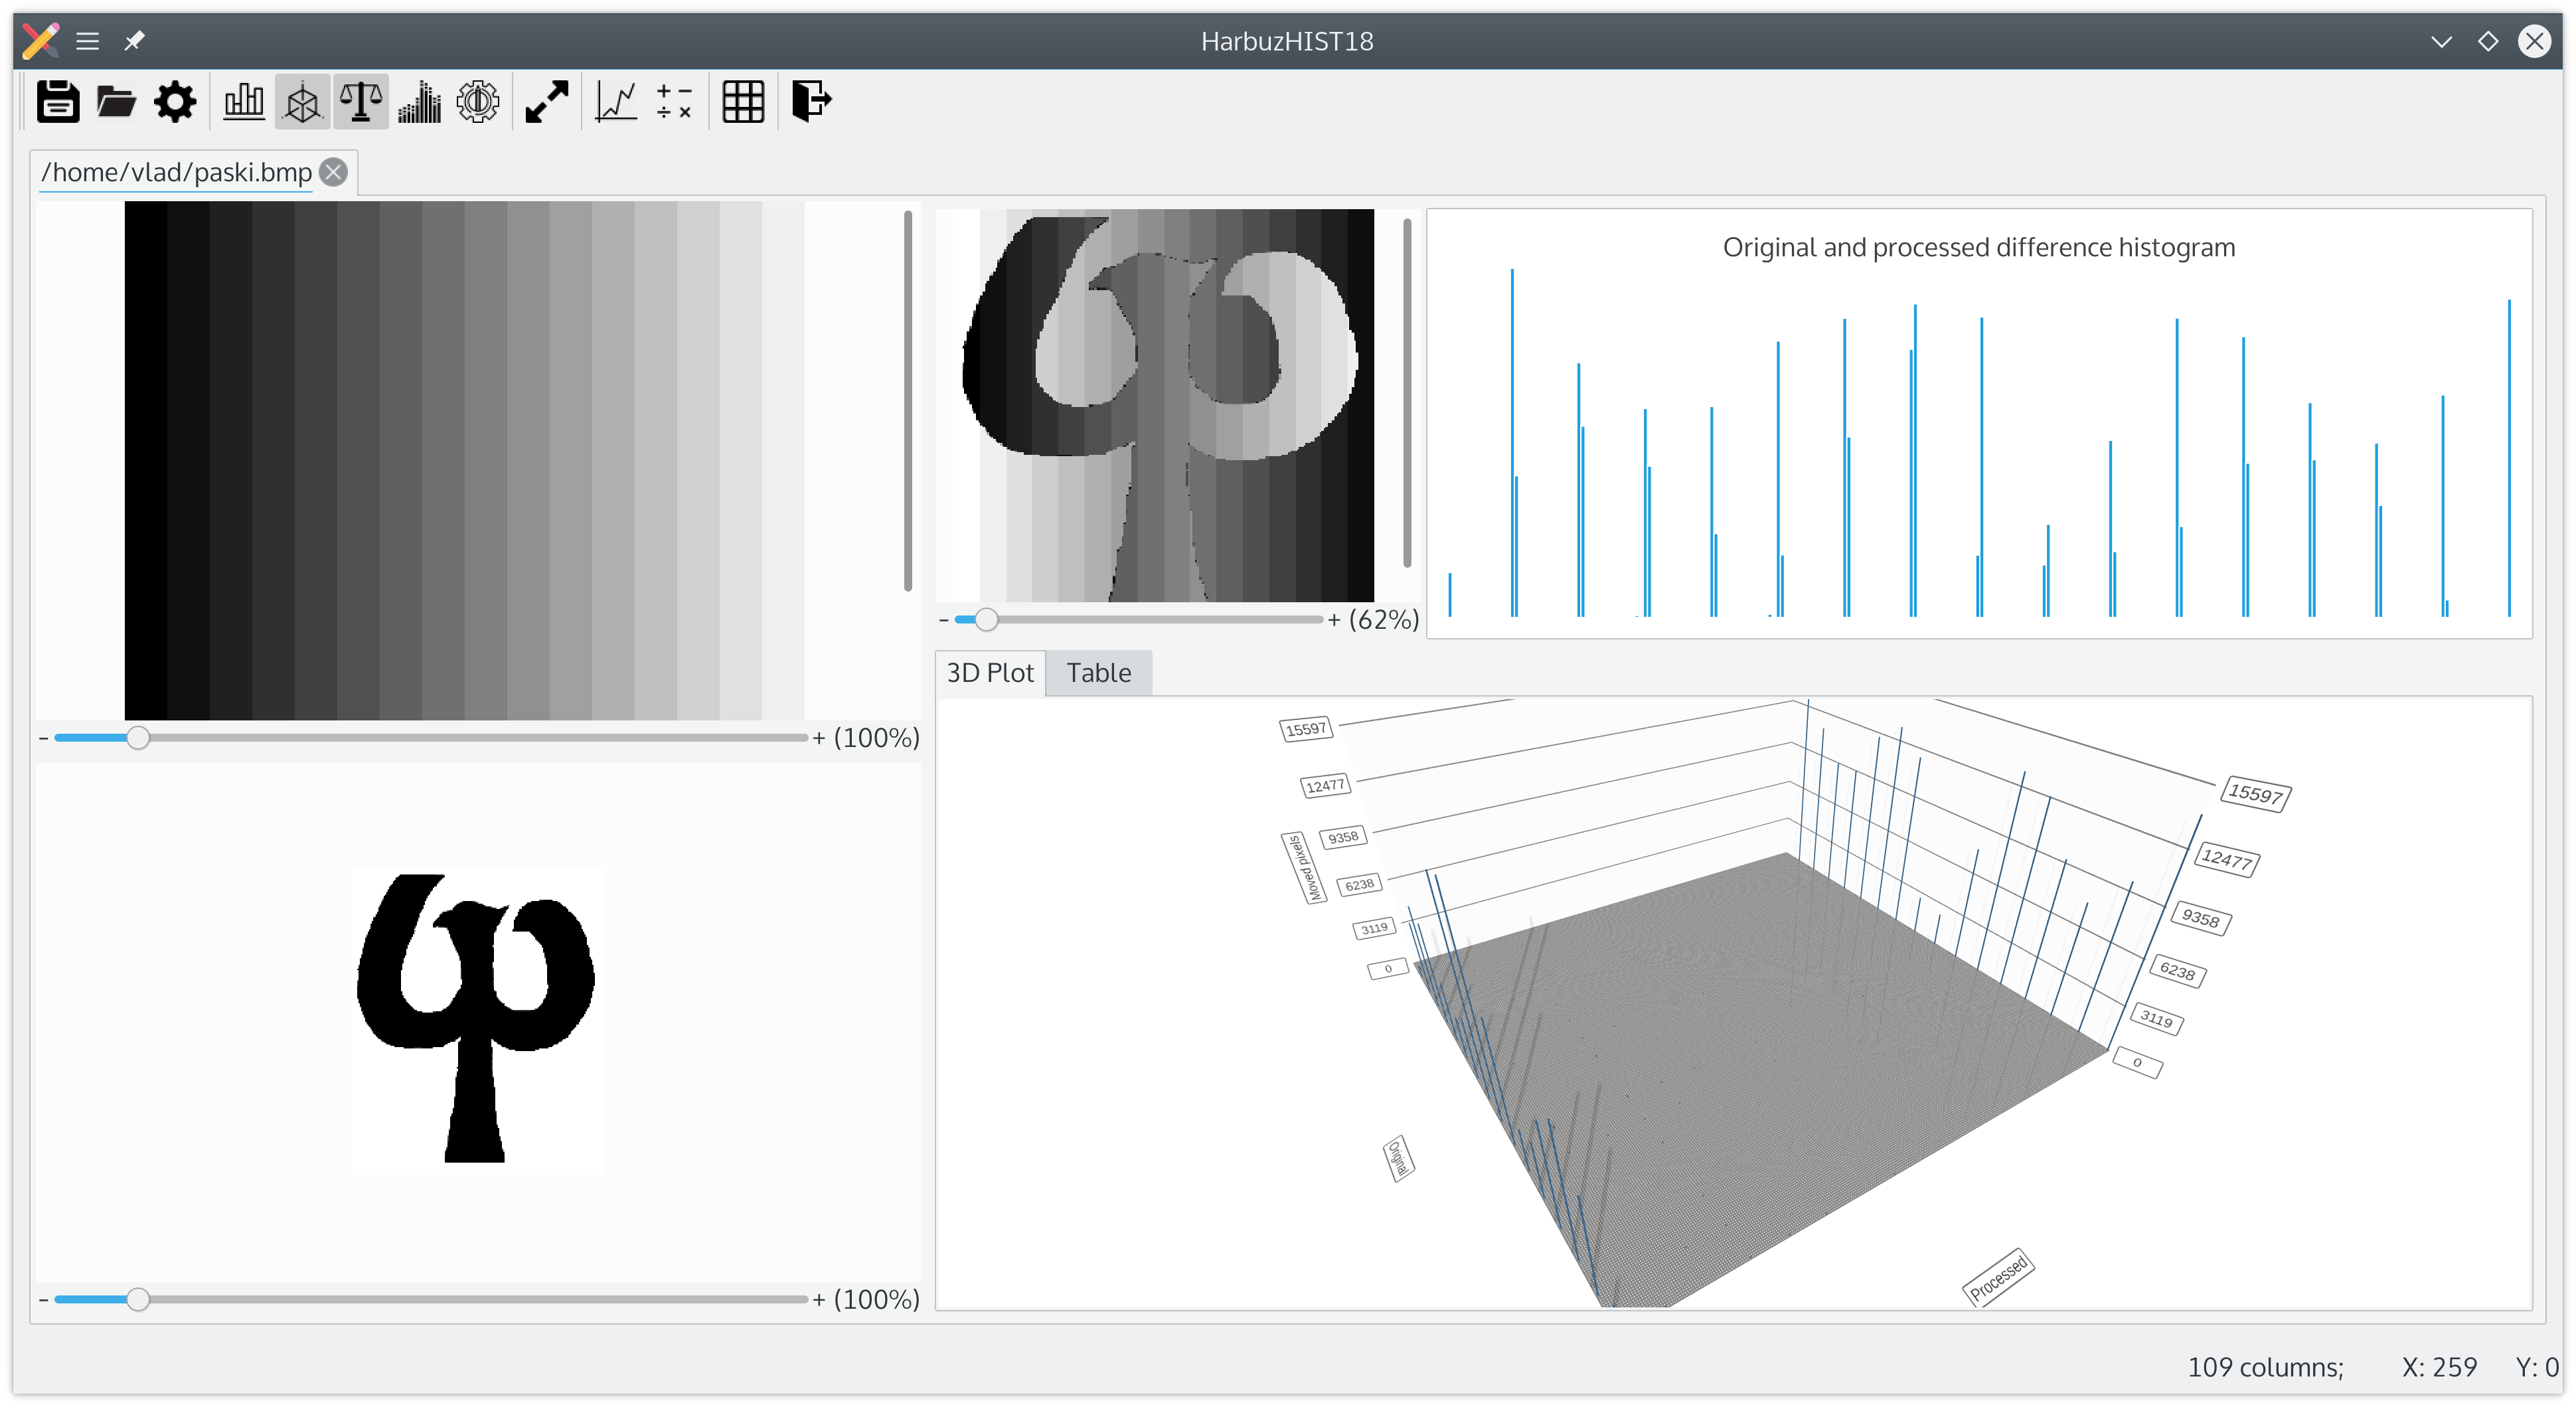 HarbuzHIST18
/home/vlad/paski.bmp
- + (100%)
- + (62%)
Original and processed difference histogram
3D Plot Table
15597
12477
9358
6238
3119
0
Moved pixels
15597
12477
9358
6238
3119
0
Original
Processed
- + (100%)
109 columns; X: 259 Y: 0